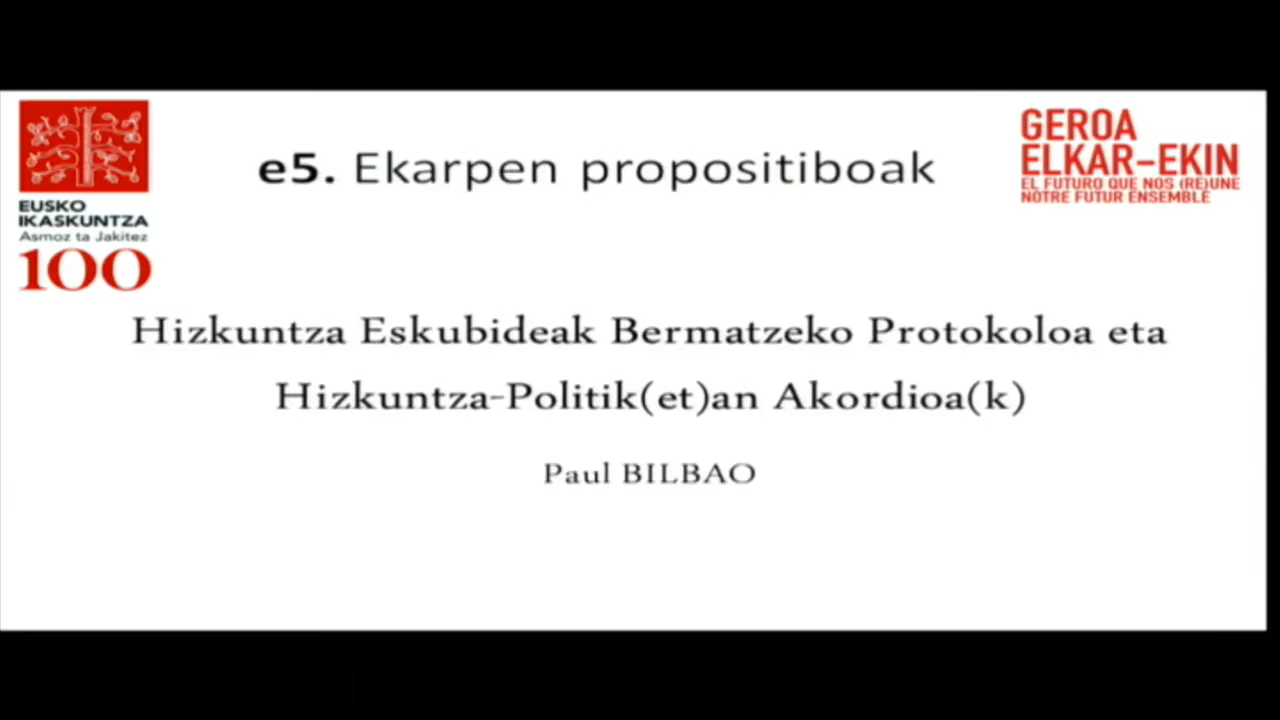 EUSKO
IKASKUNTZA
Asmoz ta Jakitez
100
e5. Ekarpen propositiboak
GEROA
ELKAR-EKIN
EL FUTURO QUE NOS (RE)UNE
NOTRE FUTUR ENSEMBLE
Hizkuntza Eskubideak Bermatzeko Protokoloa eta
Hizkuntza-Politik(et)an Akordioa(k)
Paul BILBAO